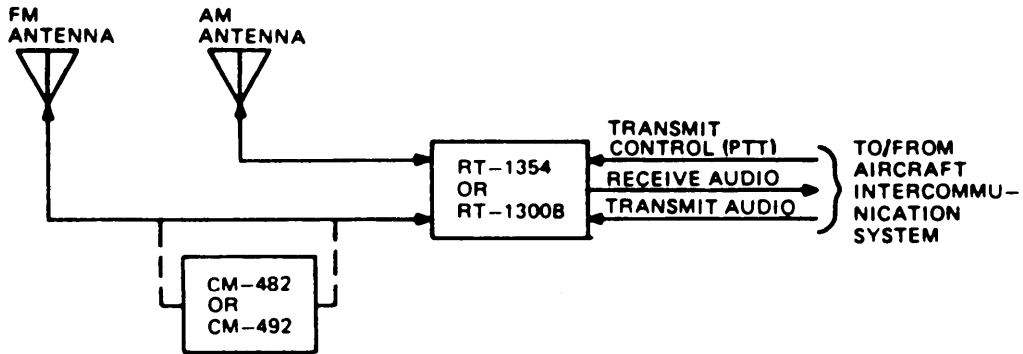 FM
ANTENNA
AM
ANTENNA
RT-1354
OR
RT-1300B
TRANSMIT
CONTROL (PTT)
RECEIVE AUDIO
TRANSMIT AUDIO
TO/FROM
AIRCRAFT
INTERCOMMU-
NICATION
SYSTEM
CM-482
OR
CM-492